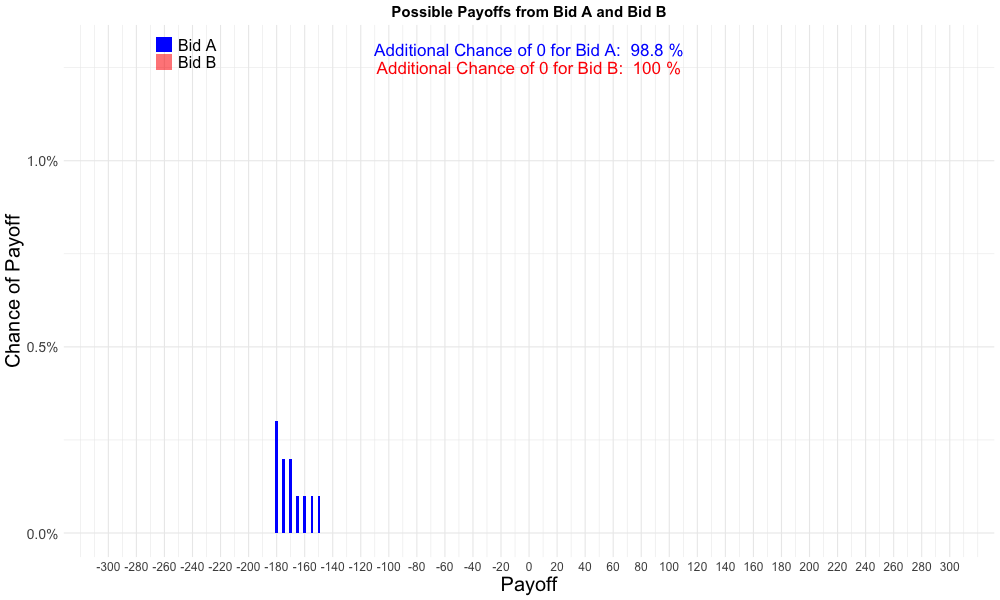 Possible Payoffs from Bid A and Bid B
Bid A
Bid B
Additional Chance of 0 for Bid A:  98.8 %
Additional Chance of 0 for Bid B:  100 %
Chance of Payoff
1.0%
0.5%
0.0%
-300 -280 -260 -240 -220 -200 -180 -160 -140 -120 -100 -80 -60 -40 -20 0 20 40 60 80 100 120 140 160 180 200 220 240 260 280 300
Payoff